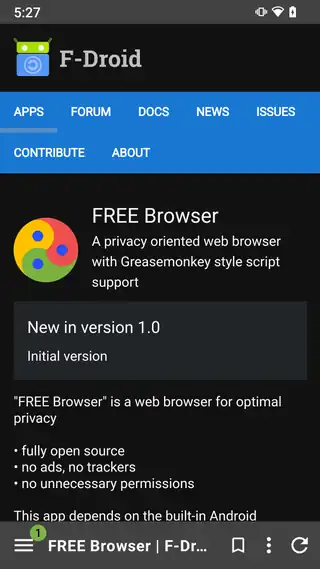 5:27
F-Droid
APPS FORUM DOCS NEWS ISSUES
CONTRIBUTE ABOUT
FREE Browser
A privacy oriented web browser
with Greasemonkey style script
support
New in version 1.0
Initial version
"FREE Browser" is a web browser for optimal
privacy
• fully open source
• no ads, no trackers
• no unnecessary permissions
This app depends on the built-in Android
1
FREE Browser | F-Dr...